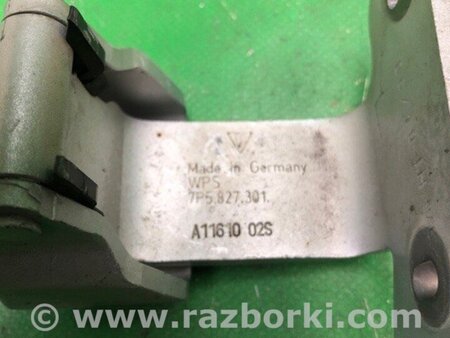 Made in Germany
WPS
7P5.827.301.
A11610 02S
© www.razborki.com